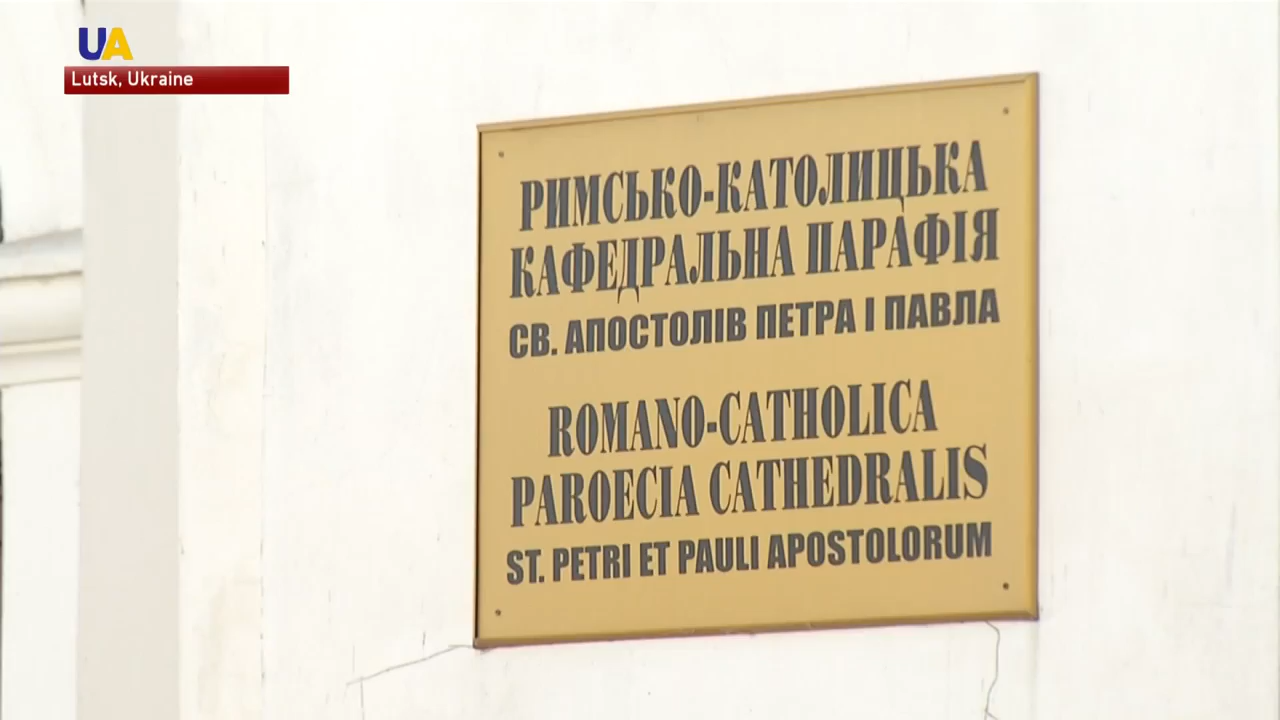 UA
Lutsk, Ukraine
РИМСЬКО-КАТОЛИЦЬКА
КАФЕДРАЛЬНА ПАРАФІЯ
СВ. АПОСТОЛІВ ПЕТРА І ПАВЛА
ROMANO-CATHOLICA
PAROECIA CATHEDRALIS
ST. PETRI ET PAULI APOSTOLORUM